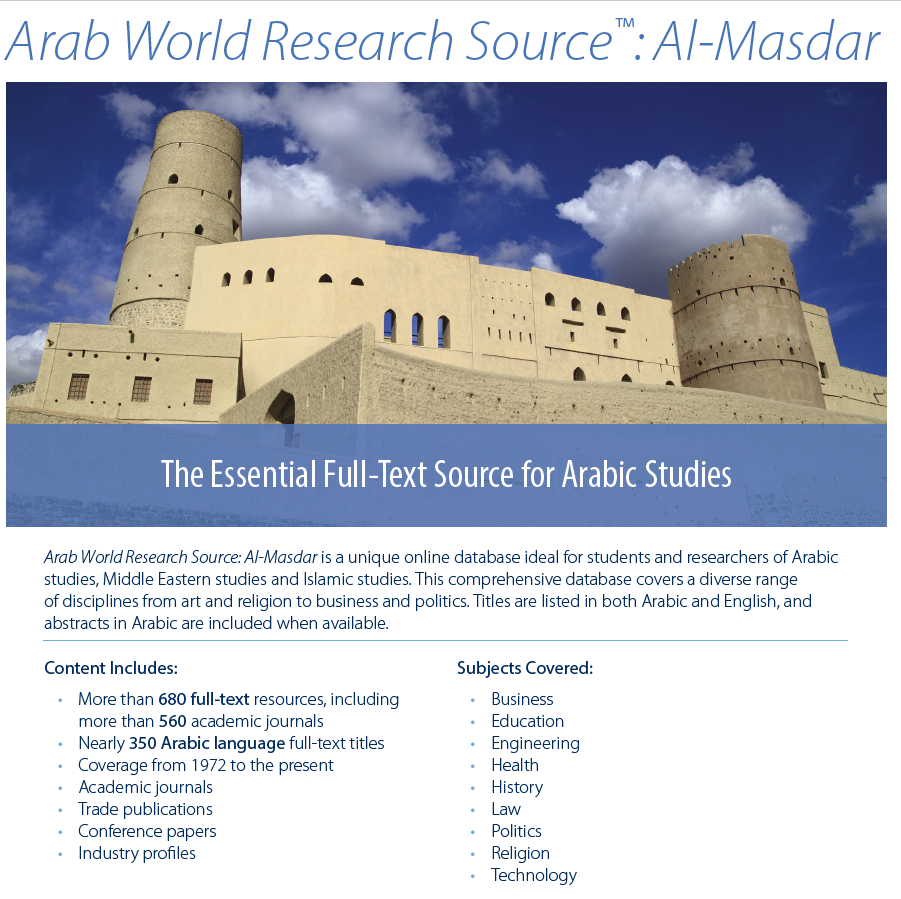 Arab World Research Source™: Al-Masdar
The Essential Full-Text Source for Arabic Studies
Arab World Research Source: Al-Masdar is a unique online database ideal for students and researchers of Arabic
studies, Middle Eastern studies and Islamic studies. This comprehensive database covers a diverse range
of disciplines from art and religion to business and politics. Titles are listed in both Arabic and English, and
abstracts in Arabic are included when available.
Content Includes:
• More than 680 full-text resources, including
more than 560 academic journals
• Nearly 350 Arabic language full-text titles
• Coverage from 1972 to the present
• Academic journals
• Trade publications
• Conference papers
• Industry profiles
Subjects Covered:
• Business
• Education
• Engineering
• Health
• History
• Law
• Politics
• Religion
• Technology